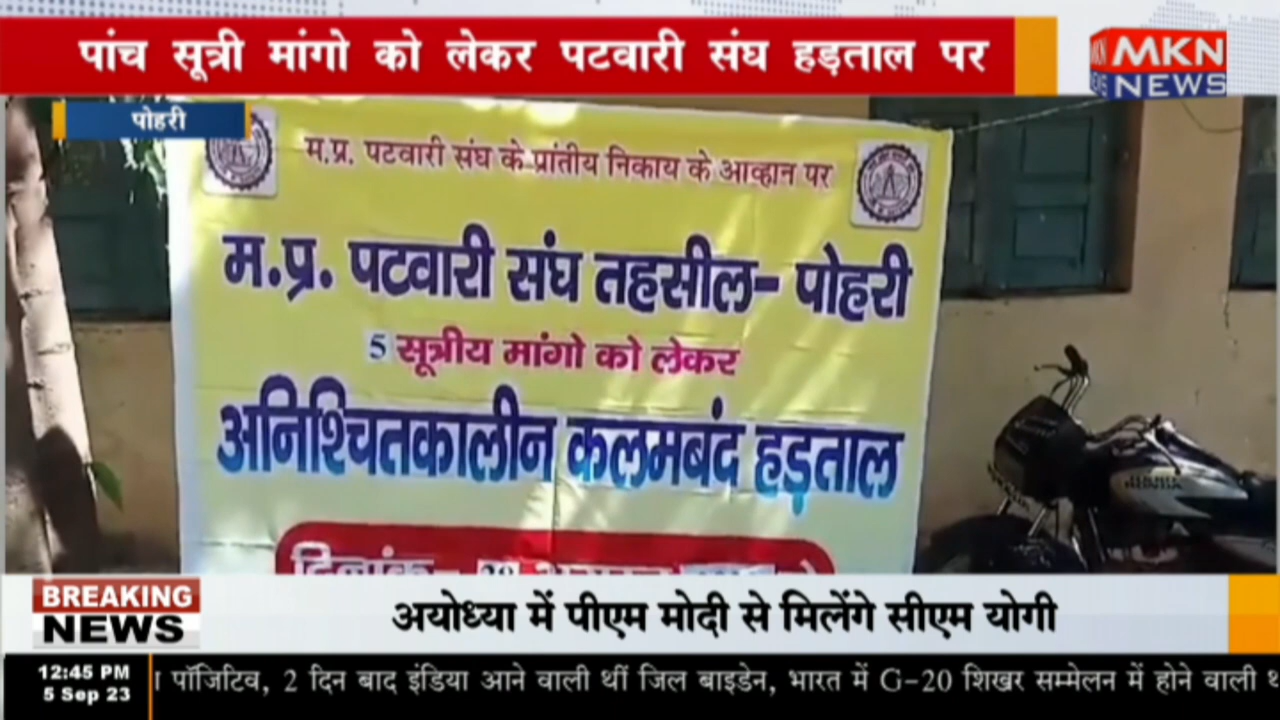 पांच सूत्री मांगो को लेकर पटवारी संघ हड़ताल पर
MKN
NEWS
पोहरी
म.प्र. पटवारी संघ के प्रांतीय निकाय के आव्हान पर
म.प्र. पटवारी संघ तहसील- पोहरी
5 सूत्रीय मांगो को लेकर
अनिश्चितकालीन कलमबंद हड़ताल
दिनांक- 28
BREAKING
NEWS
अयोध्या में पीएम मोदी से मिलेंगे सीएम योगी
12:45 PM
5 Sep 23
पॉजिटिव, 2 दिन बाद इंडिया आने वाली थीं जिल बाइडेन, भारत में G-20 शिखर सम्मेलन में होने वाली